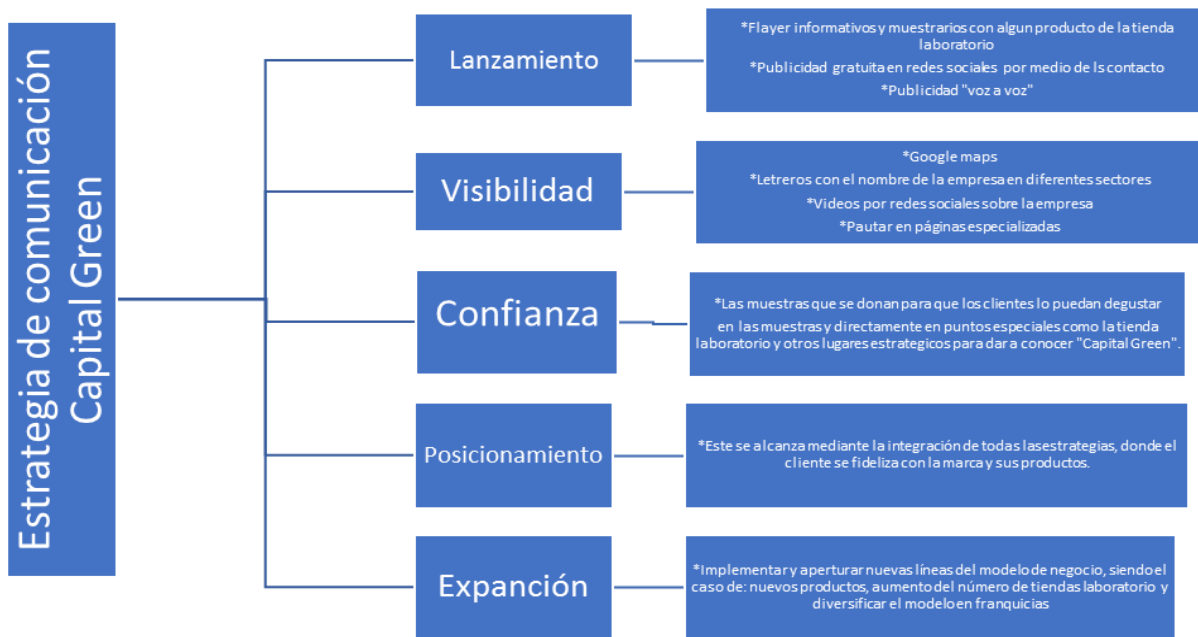 Estrategia de comunicación
Capital Green
Lanzamiento
*Flayer informativos y muestrarios con algun producto de la tienda
laboratorio
*Publicidad gratuita en redes sociales por medio de ls contacto
*Publicidad "voz a voz"
Visibilidad
*Google maps
*Letreros con el nombre de la empresa en diferentes sectores
*Videos por redes sociales sobre la empresa
*Pautar en páginas especializadas
Confianza
*Las muestras que se donan para que los clientes lo puedan degustar
en las muestras y directamente en puntos especiales como la tienda
laboratorio y otros lugares estrategicos para dar a conocer "Capital Green".
Posicionamiento
*Este se alcanza mediante la integración de todas lasestrategias, donde el
cliente se fideliza con la marca y sus productos.
Expanción
*Implementar y aperturar nuevas líneas del modelo de negocio, siendo el
caso de: nuevos productos, aumento del número de tiendas laboratorio y
diversificar el modelo en franquicias